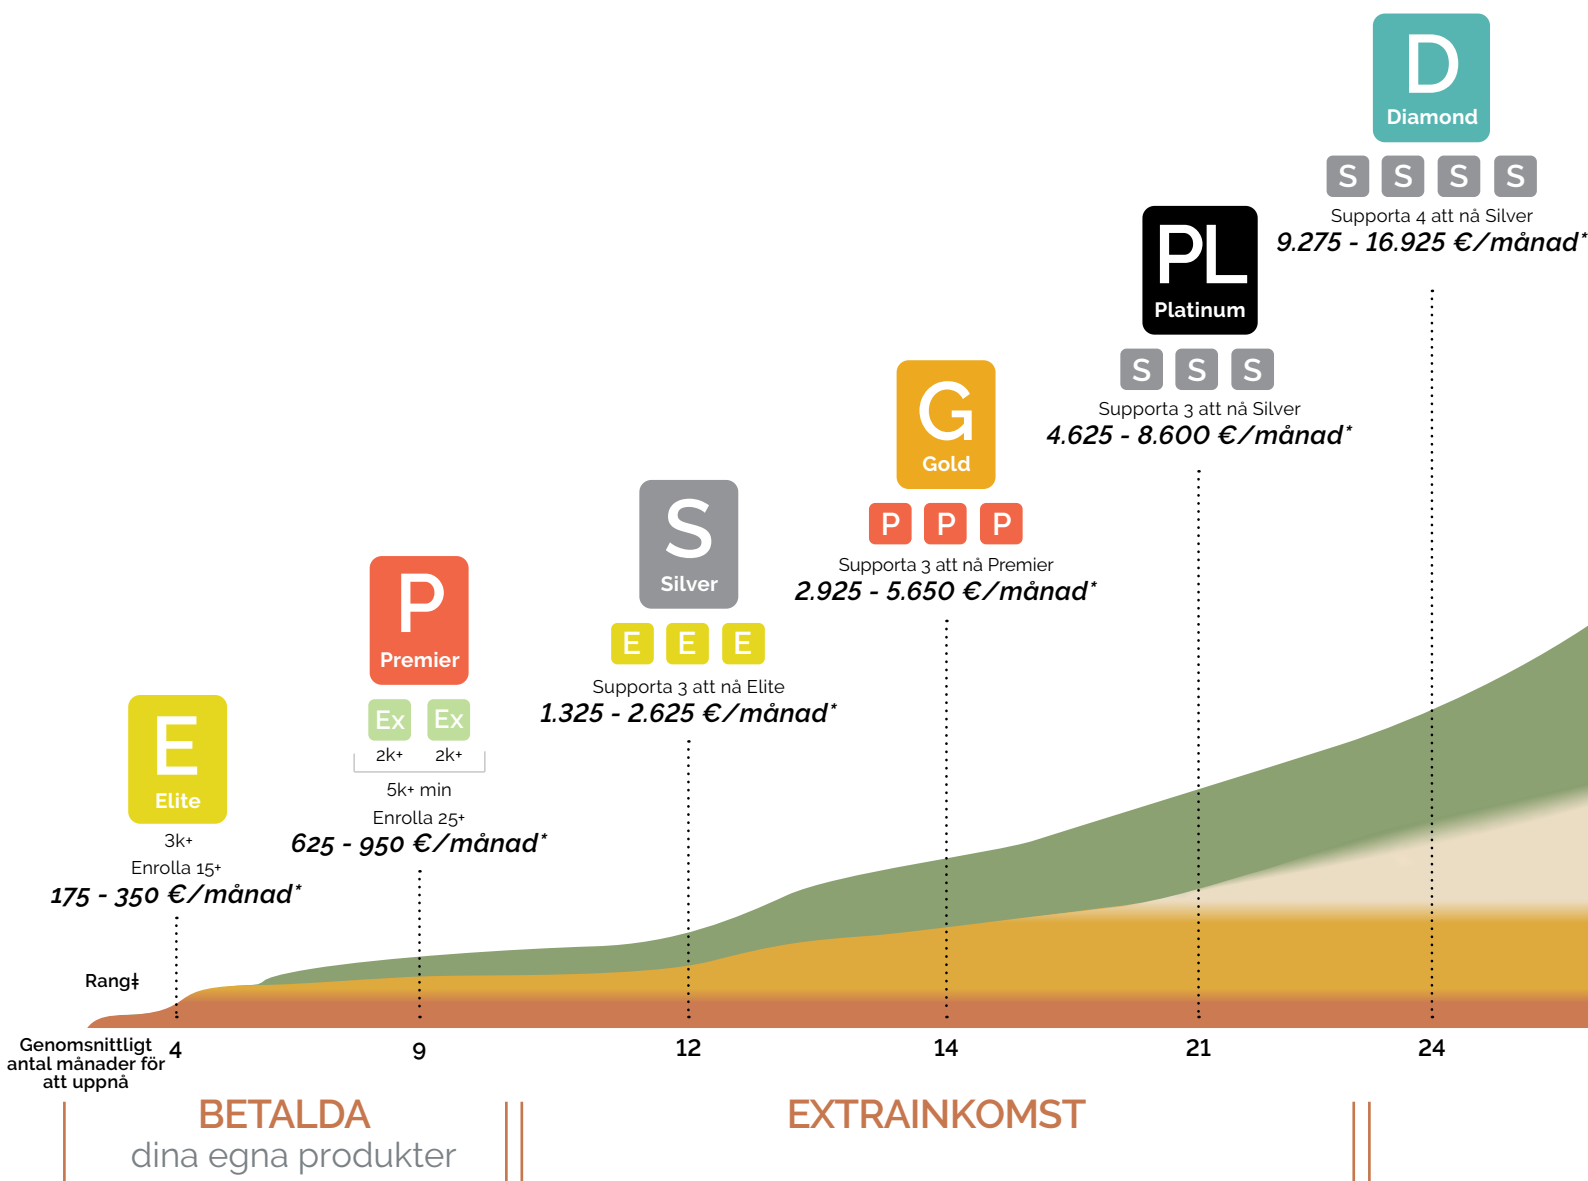 D
Diamond
S S S S
Supporta 4 att nå Silver
9.275 - 16.925 €/månad*
PL
Platinum
S S S
Supporta 3 att nå Silver
4.625 - 8.600 €/månad*
G
Gold
P P P
Supporta 3 att nå Premier
2.925 - 5.650 €/månad*
S
Silver
E E E
Supporta 3 att nå Elite
1.325 - 2.625 €/månad*
P
Premier
Ex Ex
2k+ 2k+
5k+ min
Enrolla 25+
625 - 950 €/månad*
E
Elite
3k+
Enrolla 15+
175 - 350 €/månad*
Rang‡
Genomsnittligt
antal månader för
att uppnå
4 9 12 14 21 24
BETALDA
dina egna produkter
EXTRAINKOMST